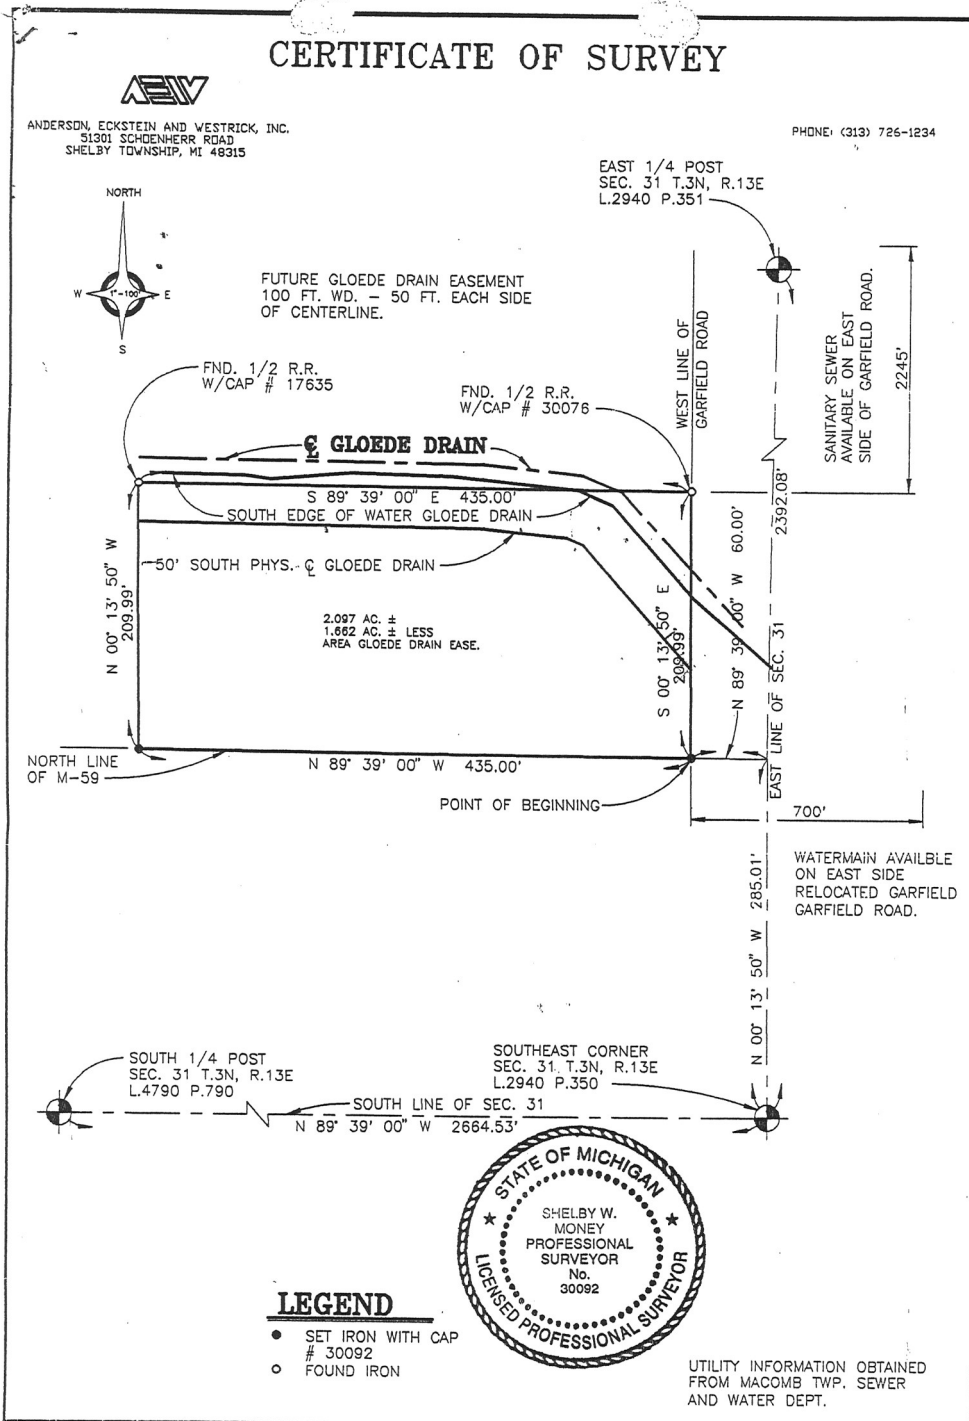 CERTIFICATE OF SURVEY
AEW
ANDERSON, ECKSTEIN AND WESTRICK, INC.
51301 SCHOENHERR ROAD
SHELBY TOWNSHIP, MI 48315
PHONE: (313) 726-1234
EAST 1/4 POST
SEC. 31 T.3N, R.13E
L.2940 P.351
NORTH
W
1"-100'
E
S
FUTURE GLOEDE DRAIN EASEMENT
100 FT. WD. - 50 FT. EACH SIDE
OF CENTERLINE.
WEST LINE OF
GARFIELD ROAD
SANITARY SEWER
AVAILABLE ON EAST
SIDE OF GARFIELD ROAD.
2245'
FND. 1/2 R.R.
W/CAP # 17635
FND. 1/2 R.R.
W/CAP # 30076
℄ GLOEDE DRAIN
S 89° 39' 00" E 435.00'
SOUTH EDGE OF WATER GLOEDE DRAIN
50' SOUTH PHYS. ℄ GLOEDE DRAIN
N 00° 13' 50" W
209.99'
2.097 AC. ±
1.662 AC. ± LESS
AREA GLOEDE DRAIN EASE.
S 00° 13' 50" E
209.99'
N 89° 39' 00" W 60.00'
2392.08'
EAST LINE OF SEC. 31
NORTH LINE
OF M-59
N 89° 39' 00" W 435.00'
POINT OF BEGINNING
700'
WATERMAIN AVAILBLE
ON EAST SIDE
RELOCATED GARFIELD
GARFIELD ROAD.
N 00° 13' 50" W 285.01'
SOUTH 1/4 POST
SEC. 31 T.3N, R.13E
L.4790 P.790
SOUTHEAST CORNER
SEC. 31 T.3N, R.13E
L.2940 P.350
SOUTH LINE OF SEC. 31
N 89° 39' 00" W 2664.53'
STATE OF MICHIGAN
SHELBY W.
MONEY
PROFESSIONAL
SURVEYOR
No.
30092
LICENSED PROFESSIONAL SURVEYOR
LEGEND
● SET IRON WITH CAP
# 30092
○ FOUND IRON
UTILITY INFORMATION OBTAINED
FROM MACOMB TWP. SEWER
AND WATER DEPT.